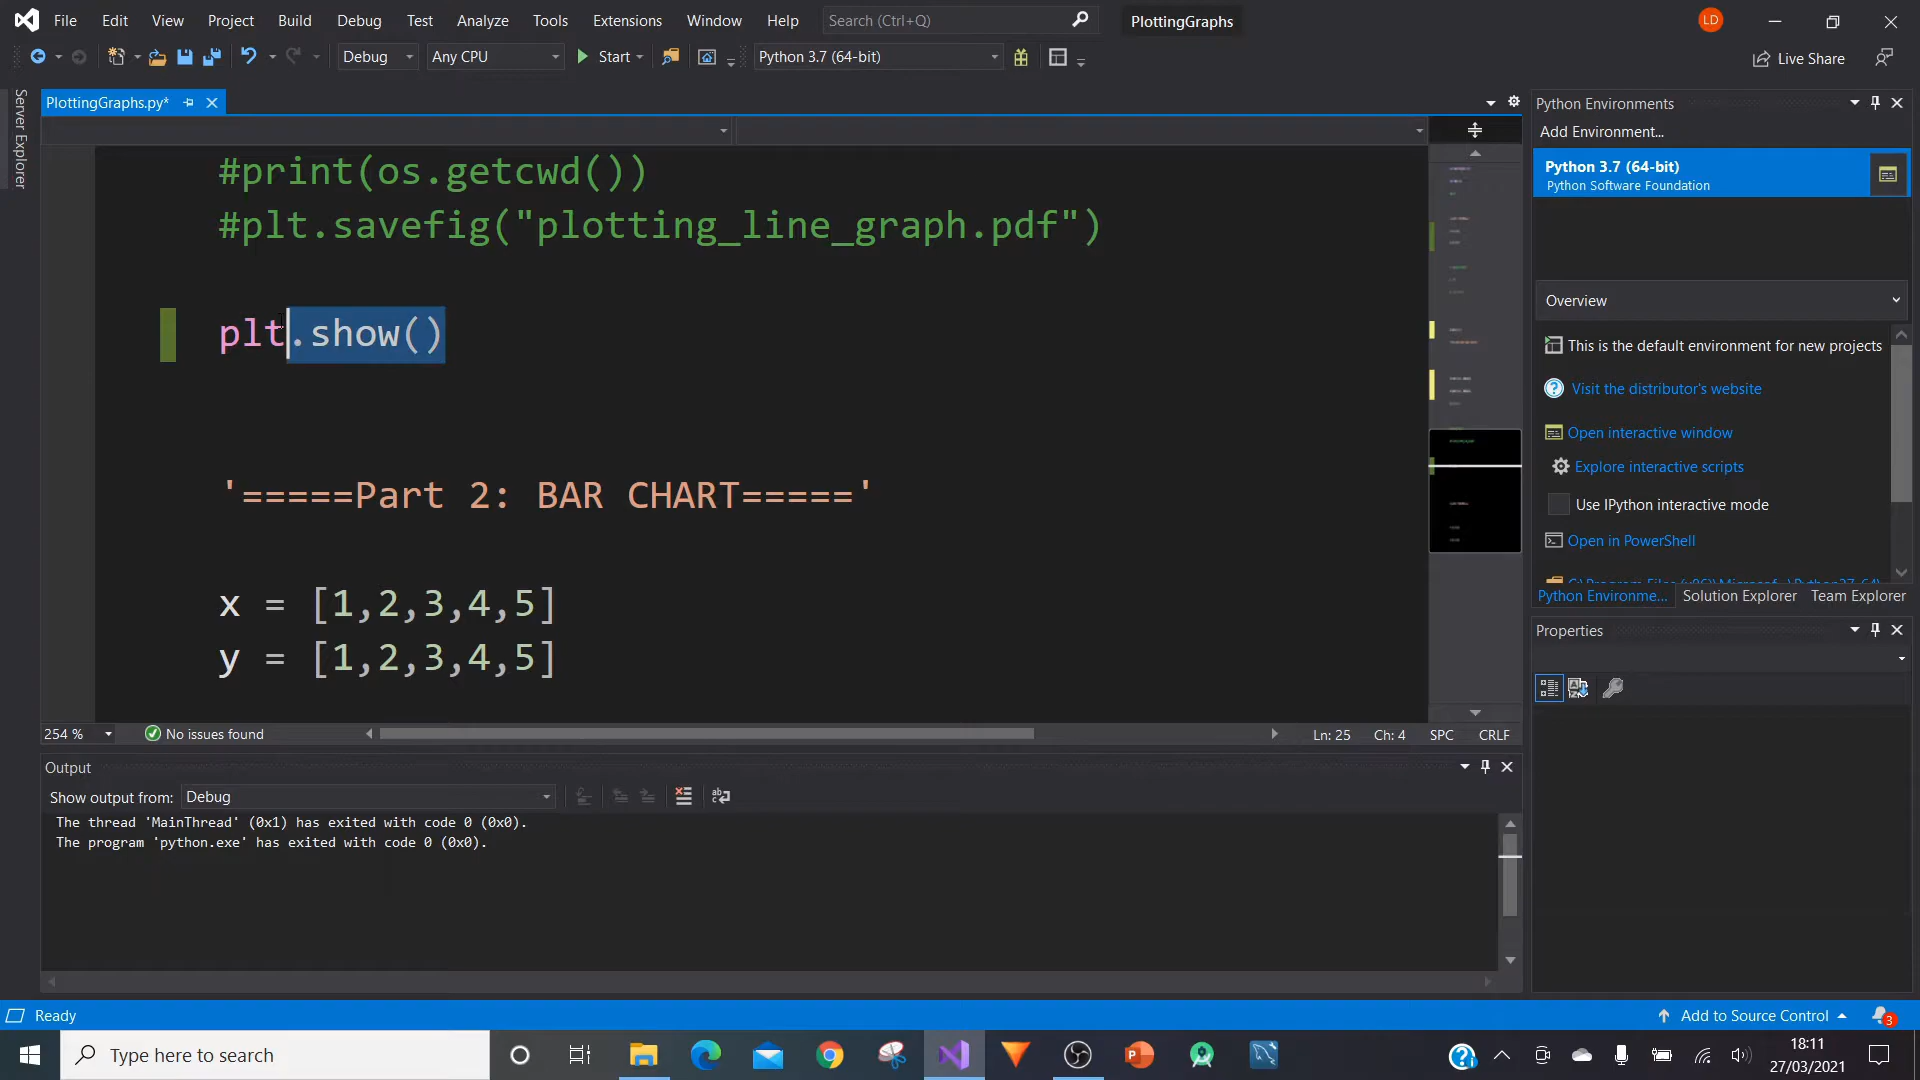 File Edit View Project Build Debug Test Analyze Tools Extensions Window Help Search (Ctrl+Q) PlottingGraphs LD
Debug Any CPU Start Python 3.7 (64-bit) Live Share
Server Explorer
PlottingGraphs.py*
#print(os.getcwd())
#plt.savefig("plotting_line_graph.pdf")
plt.show()
'=====Part 2: BAR CHART====='
x = [1,2,3,4,5]
y = [1,2,3,4,5]
254 % No issues found Ln: 25 Ch: 4 SPC CRLF
Output
Show output from: Debug
The thread 'MainThread' (0x1) has exited with code 0 (0x0).
The program 'python.exe' has exited with code 0 (0x0).
Python Environments
Add Environment...
Python 3.7 (64-bit)
Python Software Foundation
Overview
This is the default environment for new projects
Visit the distributor's website
Open interactive window
Explore interactive scripts
Use IPython interactive mode
Open in PowerShell
Python Environme... Solution Explorer Team Explorer
Properties
Ready Add to Source Control 3
Type here to search
18:11
27/03/2021